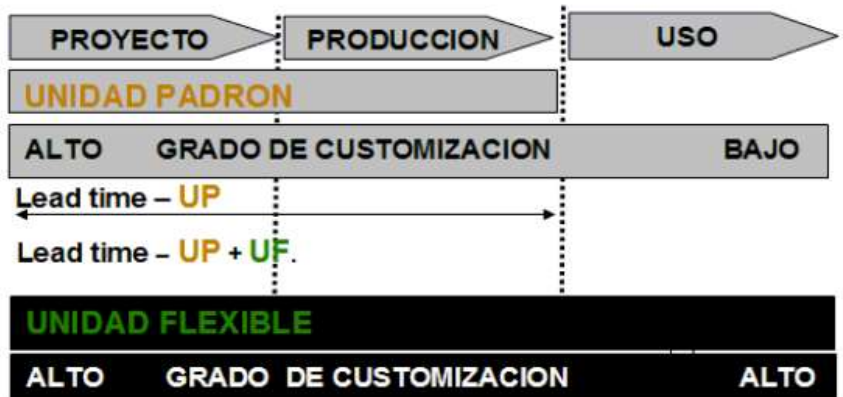 PROYECTO PRODUCCION USO
UNIDAD PADRON
ALTO GRADO DE CUSTOMIZACION BAJO
Lead time – UP
Lead time – UP + UF.
UNIDAD FLEXIBLE
ALTO GRADO DE CUSTOMIZACION ALTO